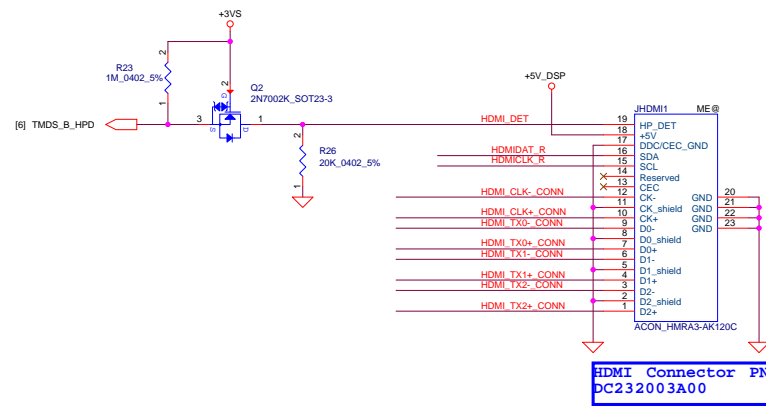 +3VS
2
R23
1M_0402_5%
1
2
Q2
2N7002K_SOT23-3
G
S
D
3
1
[6] TMDS_B_HPD
2
R26
20K_0402_5%
1
+5V_DSP
JHDMI1 ME@
HDMI_DET 19 HP_DET
18 +5V
17 DDC/CEC_GND
HDMIDAT_R 16 SDA
HDMICLK_R 15 SCL
14 Reserved
13 CEC
HDMI_CLK-_CONN 12 CK- GND 20
11 CK_shield GND 21
HDMI_CLK+_CONN 10 CK+ GND 22
HDMI_TX0-_CONN 9 D0- GND 23
8 D0_shield
HDMI_TX0+_CONN 7 D0+
HDMI_TX1-_CONN 6 D1-
5 D1_shield
HDMI_TX1+_CONN 4 D1+
HDMI_TX2-_CONN 3 D2-
2 D2_shield
HDMI_TX2+_CONN 1 D2+
ACON_HMRA3-AK120C
HDMI Connector PN
DC232003A00